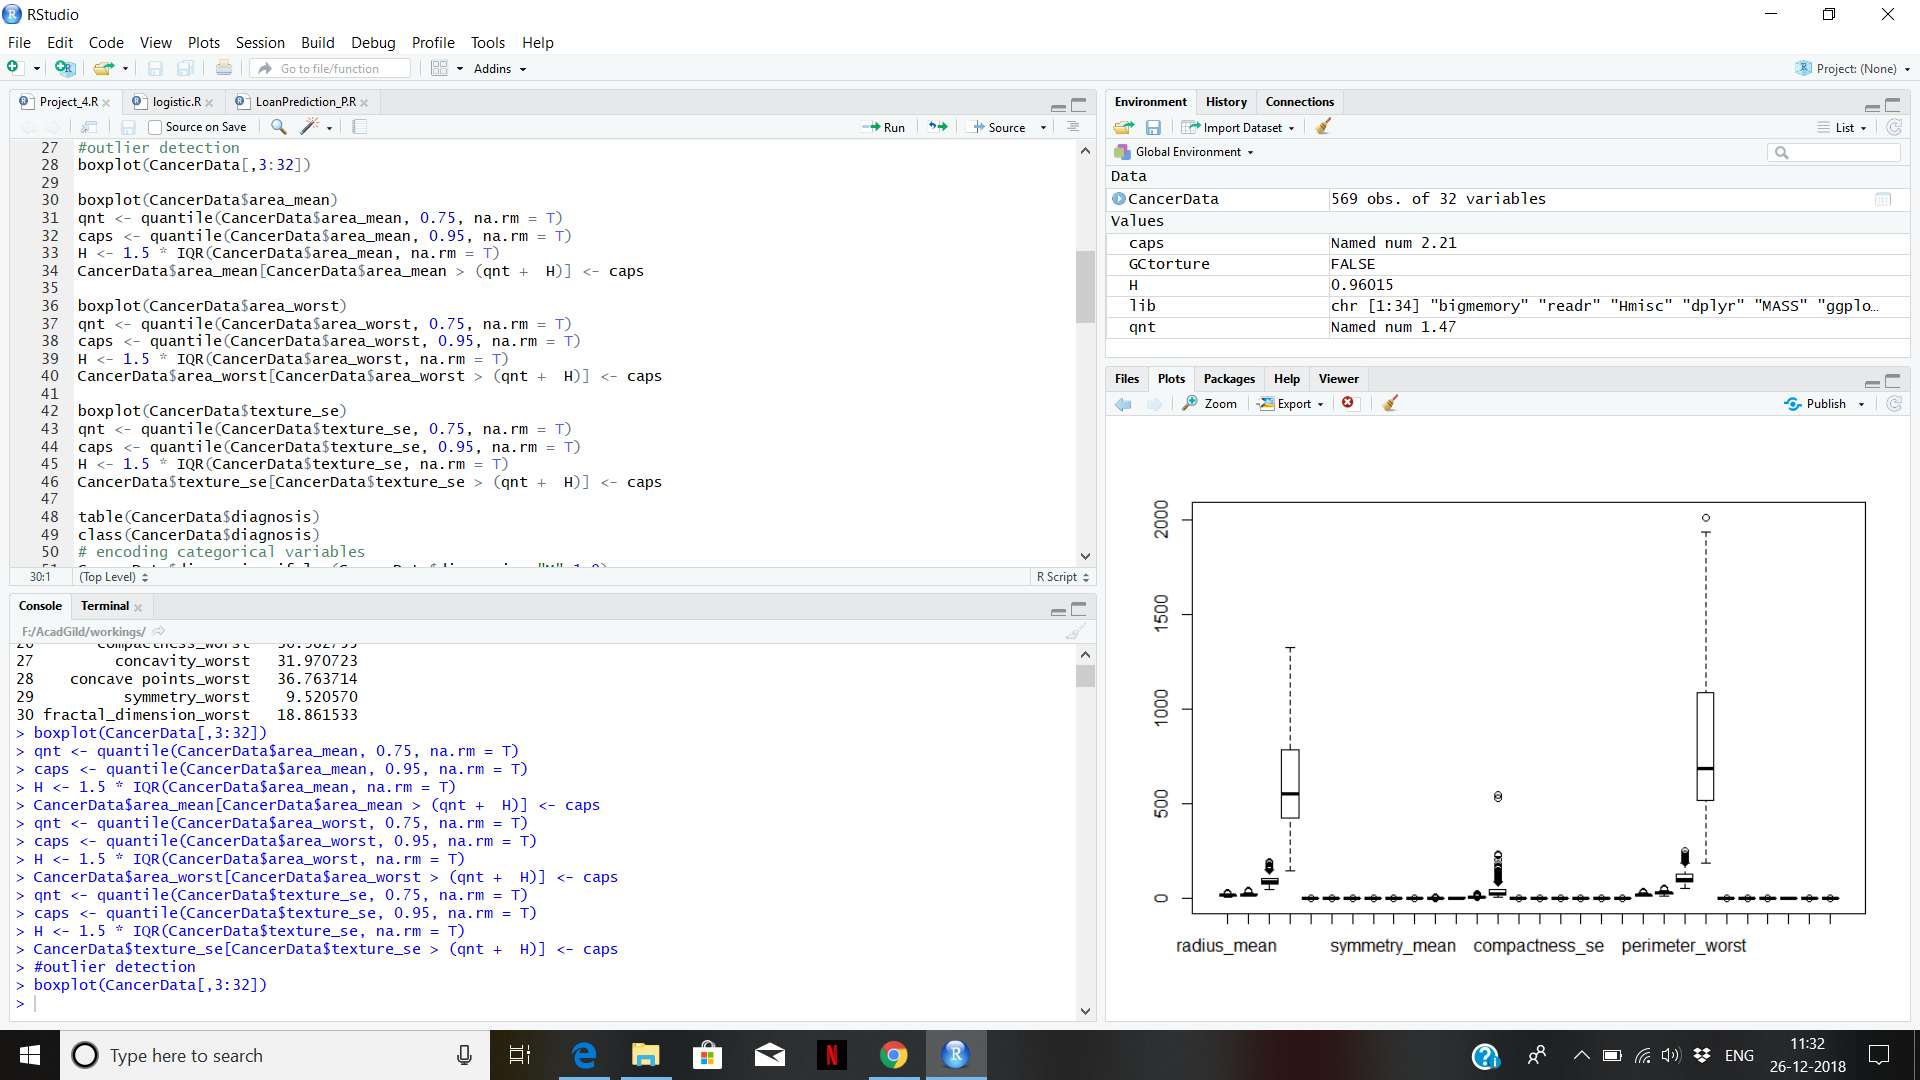 RStudio
File Edit Code View Plots Session Build Debug Profile Tools Help
Go to file/function Addins Project: (None)
Project_4.R logistic.R LoanPrediction_P.R
Source on Save Run Source
27 #outlier detection
28 boxplot(CancerData[,3:32])
29
30 boxplot(CancerData$area_mean)
31 qnt <- quantile(CancerData$area_mean, 0.75, na.rm = T)
32 caps <- quantile(CancerData$area_mean, 0.95, na.rm = T)
33 H <- 1.5 * IQR(CancerData$area_mean, na.rm = T)
34 CancerData$area_mean[CancerData$area_mean > (qnt +  H)] <- caps
35
36 boxplot(CancerData$area_worst)
37 qnt <- quantile(CancerData$area_worst, 0.75, na.rm = T)
38 caps <- quantile(CancerData$area_worst, 0.95, na.rm = T)
39 H <- 1.5 * IQR(CancerData$area_worst, na.rm = T)
40 CancerData$area_worst[CancerData$area_worst > (qnt +  H)] <- caps
41
42 boxplot(CancerData$texture_se)
43 qnt <- quantile(CancerData$texture_se, 0.75, na.rm = T)
44 caps <- quantile(CancerData$texture_se, 0.95, na.rm = T)
45 H <- 1.5 * IQR(CancerData$texture_se, na.rm = T)
46 CancerData$texture_se[CancerData$texture_se > (qnt +  H)] <- caps
47
48 table(CancerData$diagnosis)
49 class(CancerData$diagnosis)
50 # encoding categorical variables
30:1 (Top Level) R Script
Console Terminal
F:/AcadGild/workings/
27 concavity_worst 31.970723
28 concave points_worst 36.763714
29 symmetry_worst 9.520570
30 fractal_dimension_worst 18.861533
> boxplot(CancerData[,3:32])
> qnt <- quantile(CancerData$area_mean, 0.75, na.rm = T)
> caps <- quantile(CancerData$area_mean, 0.95, na.rm = T)
> H <- 1.5 * IQR(CancerData$area_mean, na.rm = T)
> CancerData$area_mean[CancerData$area_mean > (qnt +  H)] <- caps
> qnt <- quantile(CancerData$area_worst, 0.75, na.rm = T)
> caps <- quantile(CancerData$area_worst, 0.95, na.rm = T)
> H <- 1.5 * IQR(CancerData$area_worst, na.rm = T)
> CancerData$area_worst[CancerData$area_worst > (qnt +  H)] <- caps
> qnt <- quantile(CancerData$texture_se, 0.75, na.rm = T)
> caps <- quantile(CancerData$texture_se, 0.95, na.rm = T)
> H <- 1.5 * IQR(CancerData$texture_se, na.rm = T)
> CancerData$texture_se[CancerData$texture_se > (qnt +  H)] <- caps
> #outlier detection
> boxplot(CancerData[,3:32])
>
Environment History Connections
Import Dataset List
Global Environment
Data
CancerData 569 obs. of 32 variables
Values
caps Named num 2.21
GCtorture FALSE
H 0.96015
lib chr [1:34] "bigmemory" "readr" "Hmisc" "dplyr" "MASS" "ggplo…
qnt Named num 1.47
Files Plots Packages Help Viewer
Zoom Export Publish
2000
1500
1000
500
0
radius_mean symmetry_mean compactness_se perimeter_worst
Type here to search
ENG
11:32
26-12-2018